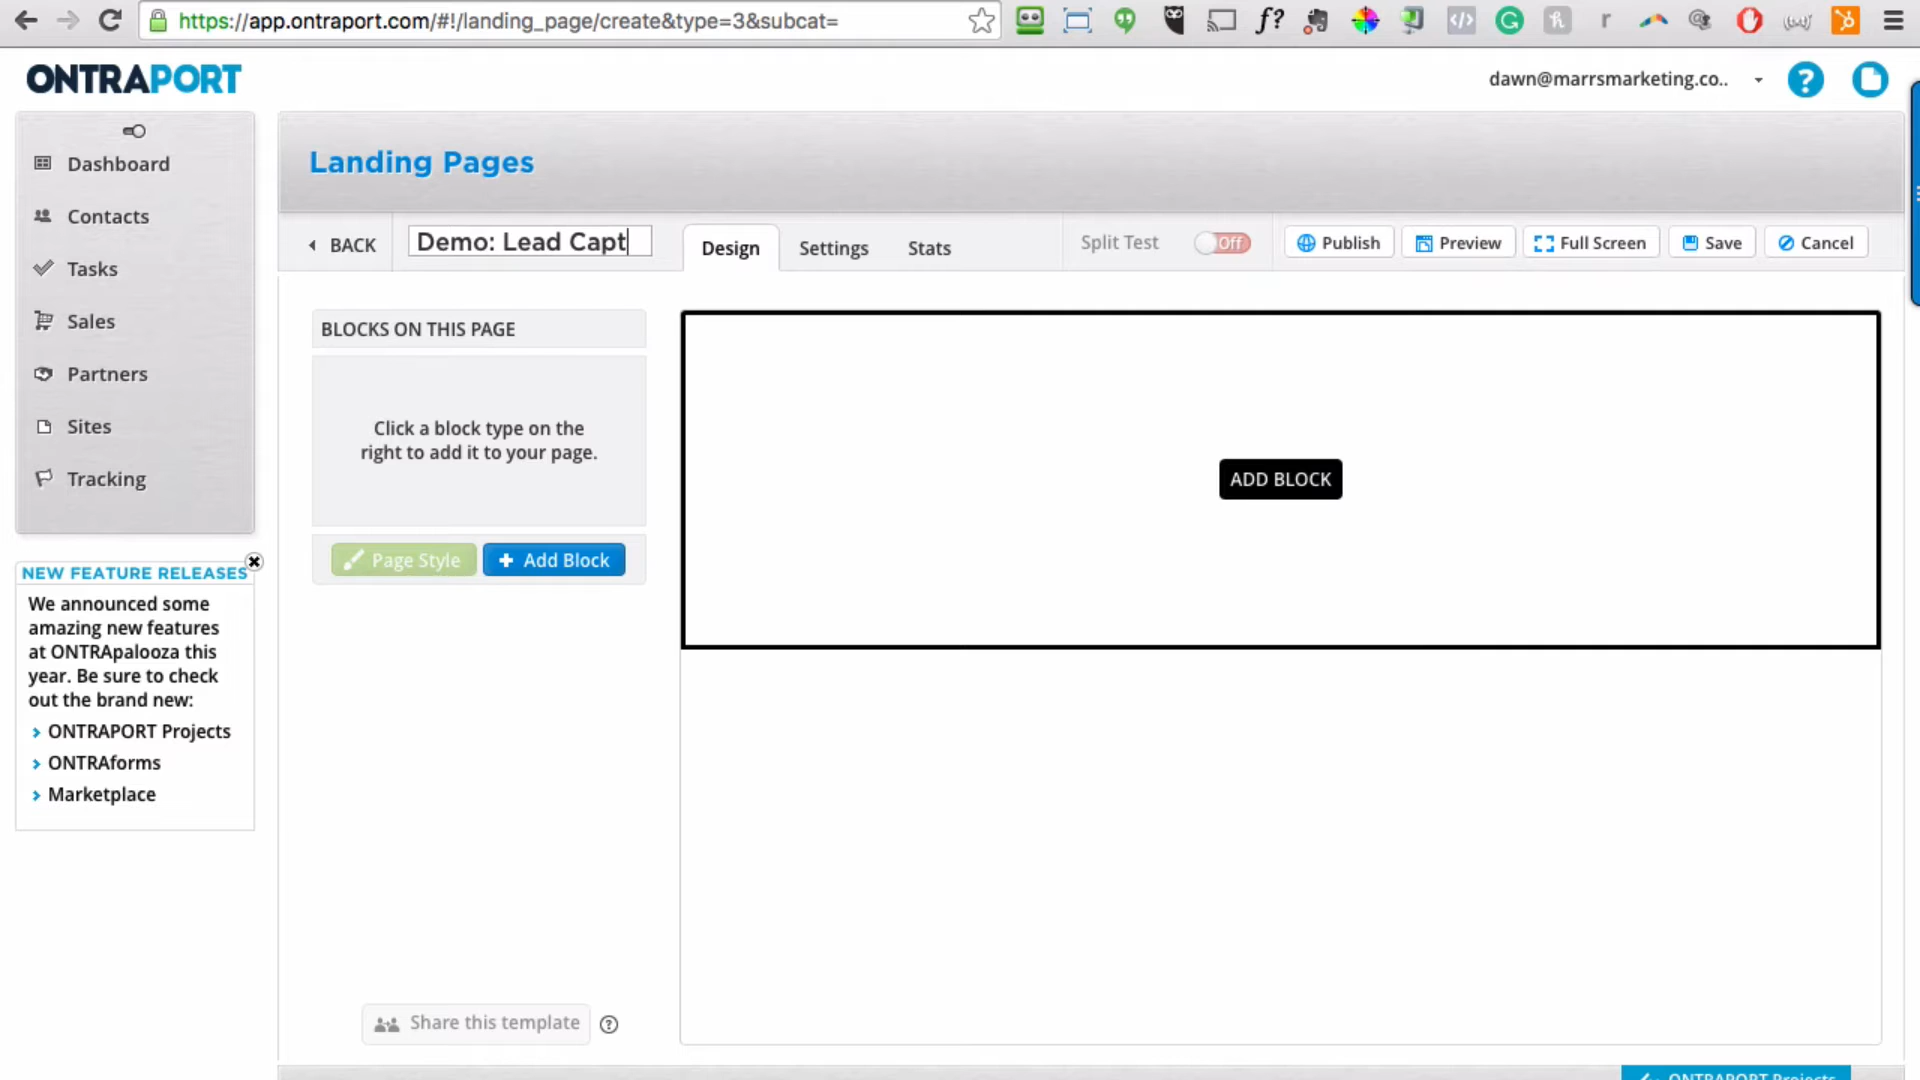 https://app.ontraport.com/#!/landing_page/create&type=3&subcat=
ONTRAPORT
dawn@marrsmarketing.co..
Dashboard
Contacts
Tasks
Sales
Partners
Sites
Tracking
NEW FEATURE RELEASES
We announced some
amazing new features
at ONTRApalooza this
year. Be sure to check
out the brand new:
ONTRAPORT Projects
ONTRAforms
Marketplace
Landing Pages
BACK
Demo: Lead Capt
Design
Settings
Stats
Split Test
Off
Publish
Preview
Full Screen
Save
Cancel
BLOCKS ON THIS PAGE
Click a block type on the
right to add it to your page.
Page Style
Add Block
ADD BLOCK
Share this template
ONTRAPORT Projects